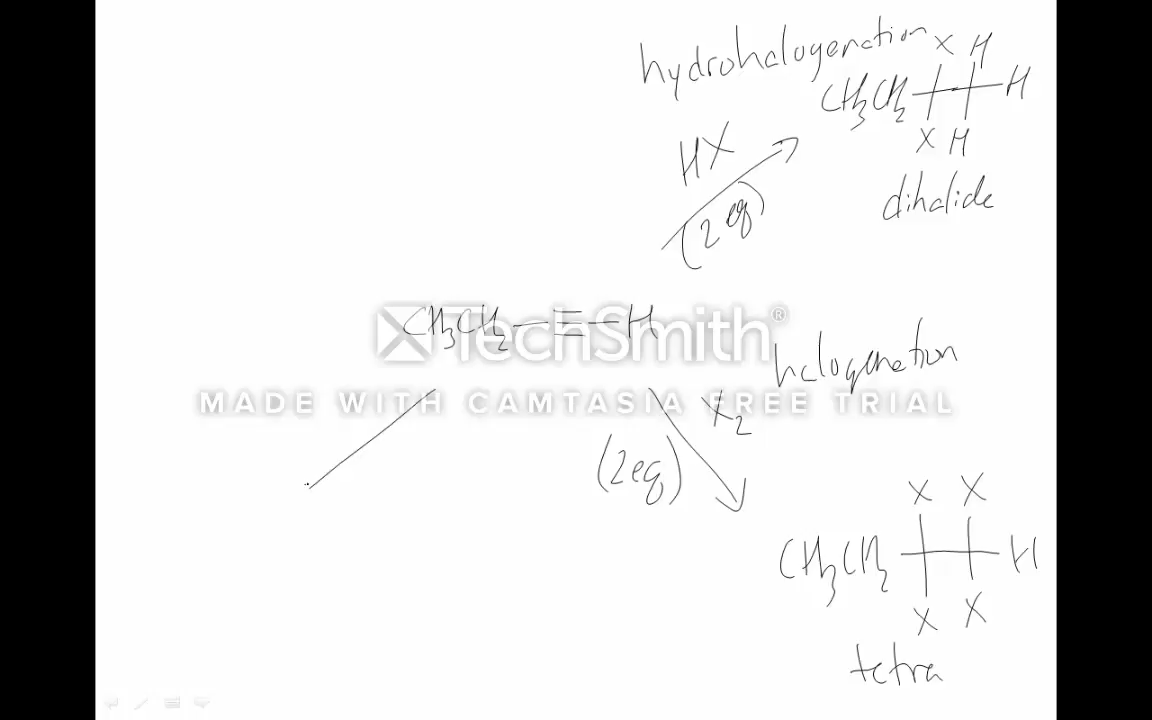 hydrohalogenation
X H
CH3CH2 H
X H
HX
(2 eq)
dihalide
CH3CH2-≡-H
TechSmith®
MADE WITH CAMTASIA FREE TRIAL
halogenation
X2
(2eq)
X X
CH3CH2 H
X X
tetra